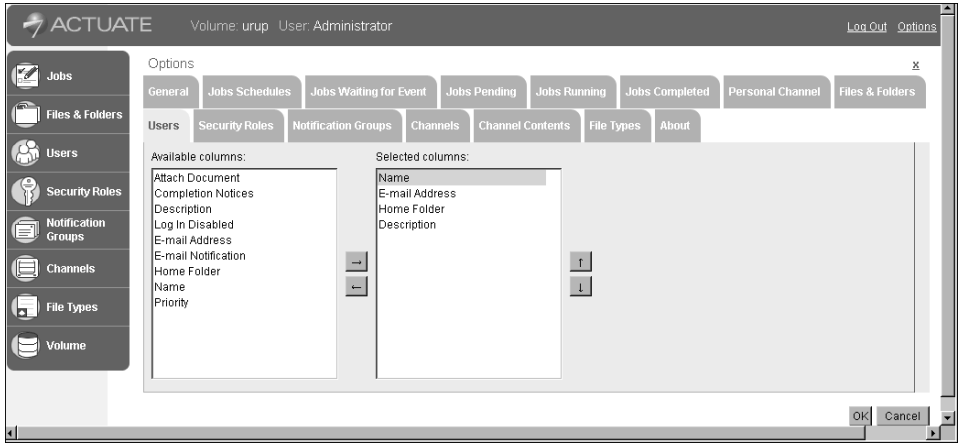 ACTUATE
Volume: urup User: Administrator
Log Out Options
Jobs
Files & Folders
Users
Security Roles
Notification
Groups
Channels
File Types
Volume
Options
x
General Jobs Schedules Jobs Waiting for Event Jobs Pending Jobs Running Jobs Completed Personal Channel Files & Folders
Users Security Roles Notification Groups Channels Channel Contents File Types About
Available columns:
Attach Document
Completion Notices
Description
Log In Disabled
E-mail Address
E-mail Notification
Home Folder
Name
Priority
→
←
Selected columns:
Name
E-mail Address
Home Folder
Description
↑
↓
OK Cancel